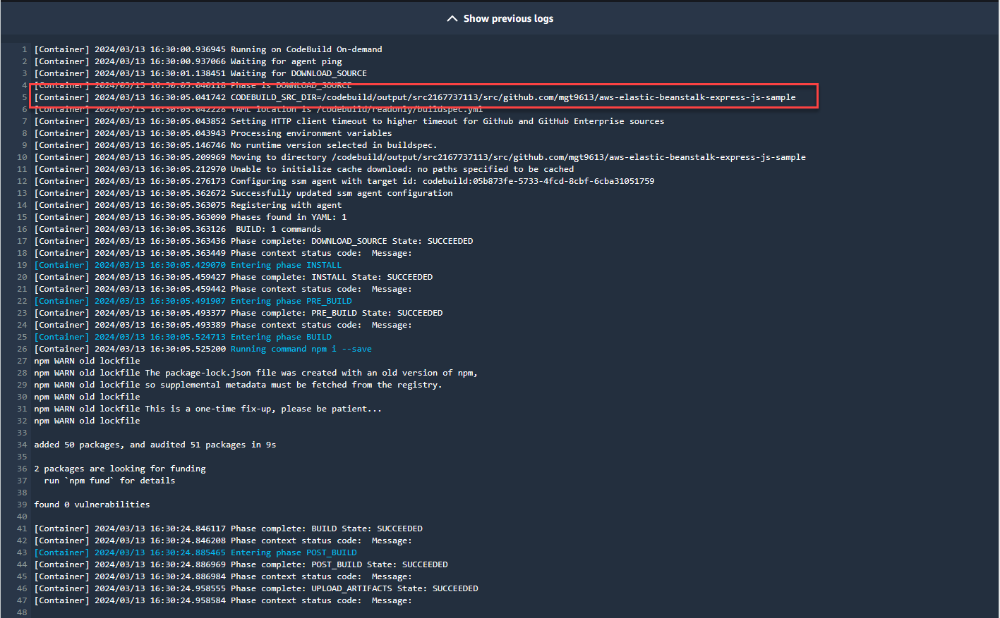 Show previous logs
1 [Container] 2024/03/13 16:30:00.936945 Running on CodeBuild On-demand
2 [Container] 2024/03/13 16:30:00.937066 Waiting for agent ping
3 [Container] 2024/03/13 16:30:01.138451 Waiting for DOWNLOAD_SOURCE
4 [Container] 2024/03/13 16:30:05.040118 Phase is DOWNLOAD_SOURCE
5 [Container] 2024/03/13 16:30:05.041742 CODEBUILD_SRC_DIR=/codebuild/output/src2167737113/src/github.com/mgt9613/aws-elastic-beanstalk-express-js-sample
6 [Container] 2024/03/13 16:30:05.042228 YAML location is /codebuild/readonly/buildspec.yml
7 [Container] 2024/03/13 16:30:05.043852 Setting HTTP client timeout to higher timeout for Github and GitHub Enterprise sources
8 [Container] 2024/03/13 16:30:05.043943 Processing environment variables
9 [Container] 2024/03/13 16:30:05.146746 No runtime version selected in buildspec.
10 [Container] 2024/03/13 16:30:05.209969 Moving to directory /codebuild/output/src2167737113/src/github.com/mgt9613/aws-elastic-beanstalk-express-js-sample
11 [Container] 2024/03/13 16:30:05.212970 Unable to initialize cache download: no paths specified to be cached
12 [Container] 2024/03/13 16:30:05.276173 Configuring ssm agent with target id: codebuild:05b873fe-5733-4fcd-8cbf-6cba31051759
13 [Container] 2024/03/13 16:30:05.362672 Successfully updated ssm agent configuration
14 [Container] 2024/03/13 16:30:05.363075 Registering with agent
15 [Container] 2024/03/13 16:30:05.363090 Phases found in YAML: 1
16 [Container] 2024/03/13 16:30:05.363126  BUILD: 1 commands
17 [Container] 2024/03/13 16:30:05.363436 Phase complete: DOWNLOAD_SOURCE State: SUCCEEDED
18 [Container] 2024/03/13 16:30:05.363449 Phase context status code:  Message:
19 [Container] 2024/03/13 16:30:05.429070 Entering phase INSTALL
20 [Container] 2024/03/13 16:30:05.459427 Phase complete: INSTALL State: SUCCEEDED
21 [Container] 2024/03/13 16:30:05.459442 Phase context status code:  Message:
22 [Container] 2024/03/13 16:30:05.491907 Entering phase PRE_BUILD
23 [Container] 2024/03/13 16:30:05.493377 Phase complete: PRE_BUILD State: SUCCEEDED
24 [Container] 2024/03/13 16:30:05.493389 Phase context status code:  Message:
25 [Container] 2024/03/13 16:30:05.524713 Entering phase BUILD
26 [Container] 2024/03/13 16:30:05.525200 Running command npm i --save
27 npm WARN old lockfile
28 npm WARN old lockfile The package-lock.json file was created with an old version of npm,
29 npm WARN old lockfile so supplemental metadata must be fetched from the registry.
30 npm WARN old lockfile
31 npm WARN old lockfile This is a one-time fix-up, please be patient...
32 npm WARN old lockfile
33
34 added 50 packages, and audited 51 packages in 9s
35
36 2 packages are looking for funding
37   run `npm fund` for details
38
39 found 0 vulnerabilities
40
41 [Container] 2024/03/13 16:30:24.846117 Phase complete: BUILD State: SUCCEEDED
42 [Container] 2024/03/13 16:30:24.846208 Phase context status code:  Message:
43 [Container] 2024/03/13 16:30:24.885465 Entering phase POST_BUILD
44 [Container] 2024/03/13 16:30:24.886969 Phase complete: POST_BUILD State: SUCCEEDED
45 [Container] 2024/03/13 16:30:24.886984 Phase context status code:  Message:
46 [Container] 2024/03/13 16:30:24.958555 Phase complete: UPLOAD_ARTIFACTS State: SUCCEEDED
47 [Container] 2024/03/13 16:30:24.958584 Phase context status code:  Message:
48